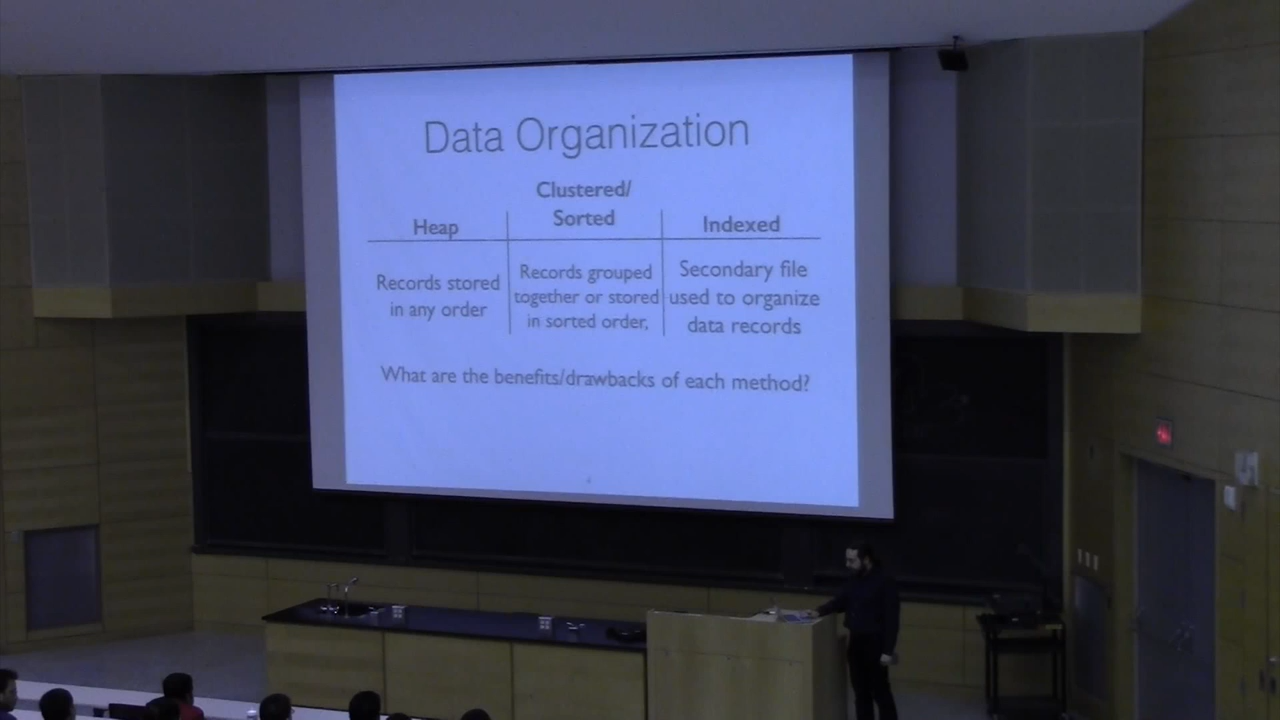 Data Organization
Heap
Clustered/
Sorted
Indexed
Records stored
in any order
Records grouped
together or stored
in sorted order,
Secondary file
used to organize
data records
What are the benefits/drawbacks of each method?